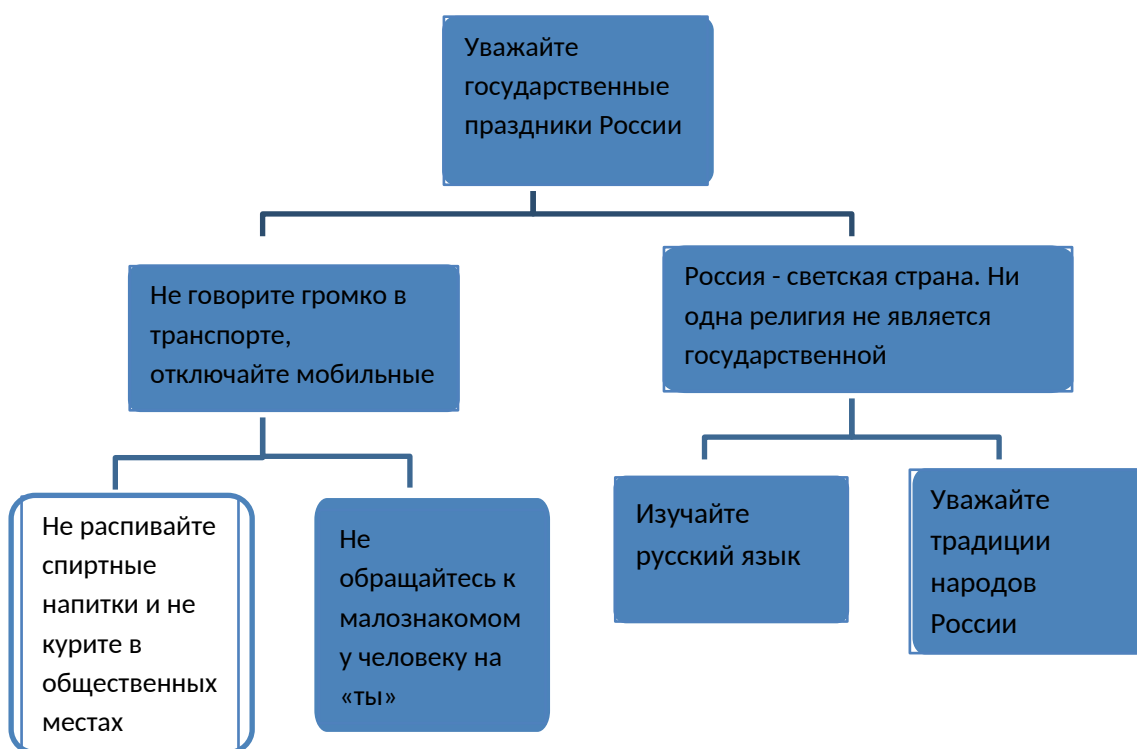 Уважайте
государственные
праздники России
Не говорите громко в
транспорте,
отключайте мобильные
Россия - светская страна. Ни
одна религия не является
государственной
Не распивайте
спиртные
напитки и не
курите в
общественных
местах
Не
обращайтесь к
малознакомом
у человеку на
«ты»
Изучайте
русский язык
Уважайте
традиции
народов
России